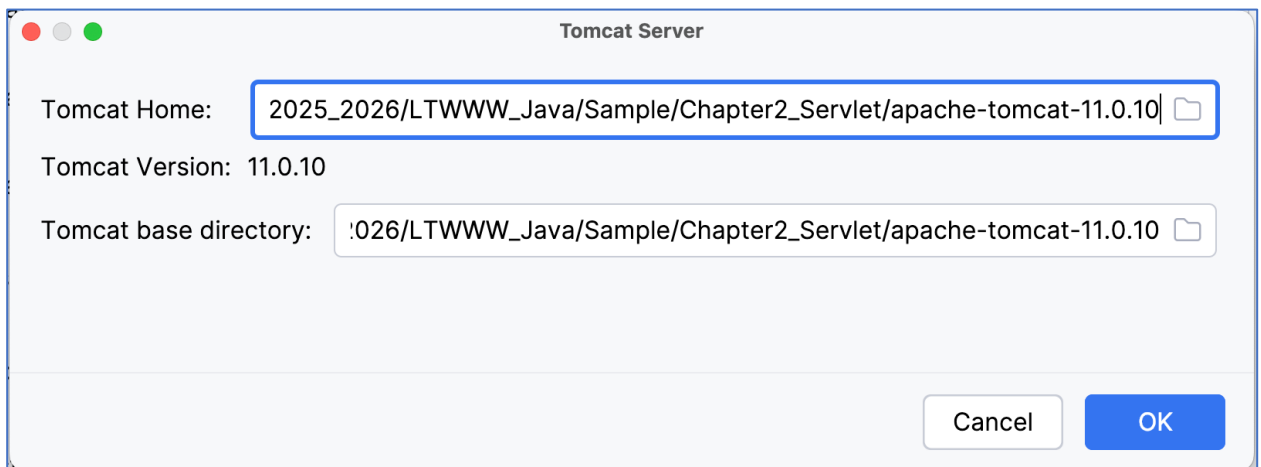 Tomcat Server
Tomcat Home: 2025_2026/LTWWW_Java/Sample/Chapter2_Servlet/apache-tomcat-11.0.10
Tomcat Version: 11.0.10
Tomcat base directory: 2026/LTWWW_Java/Sample/Chapter2_Servlet/apache-tomcat-11.0.10
Cancel OK